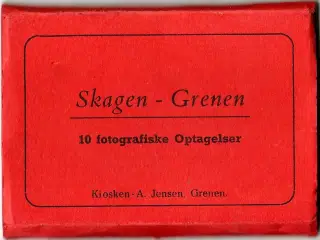 Skagen - Grenen
10 fotografiske Optagelser
Kiosken - A. Jensen, Grenen.